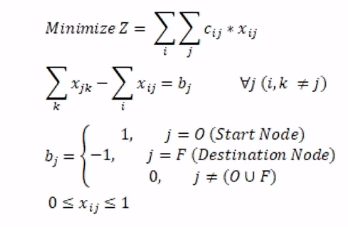 Minimize Z = ∑_i ∑_j c_ij * x_ij
∑_k x_jk − ∑_i x_ij = b_j ∀j (i, k ≠ j)
b_j = { 1, j = O (Start Node)
−1, j = F (Destination Node)
0, j ≠ (O ∪ F)
0 ≤ x_ij ≤ 1